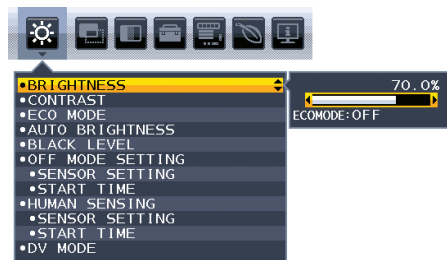 •BRIGHTNESS
70.0%
ECOMODE:OFF
•CONTRAST
•ECO MODE
•AUTO BRIGHTNESS
•BLACK LEVEL
•OFF MODE SETTING
•SENSOR SETTING
•START TIME
•HUMAN SENSING
•SENSOR SETTING
•START TIME
•DV MODE